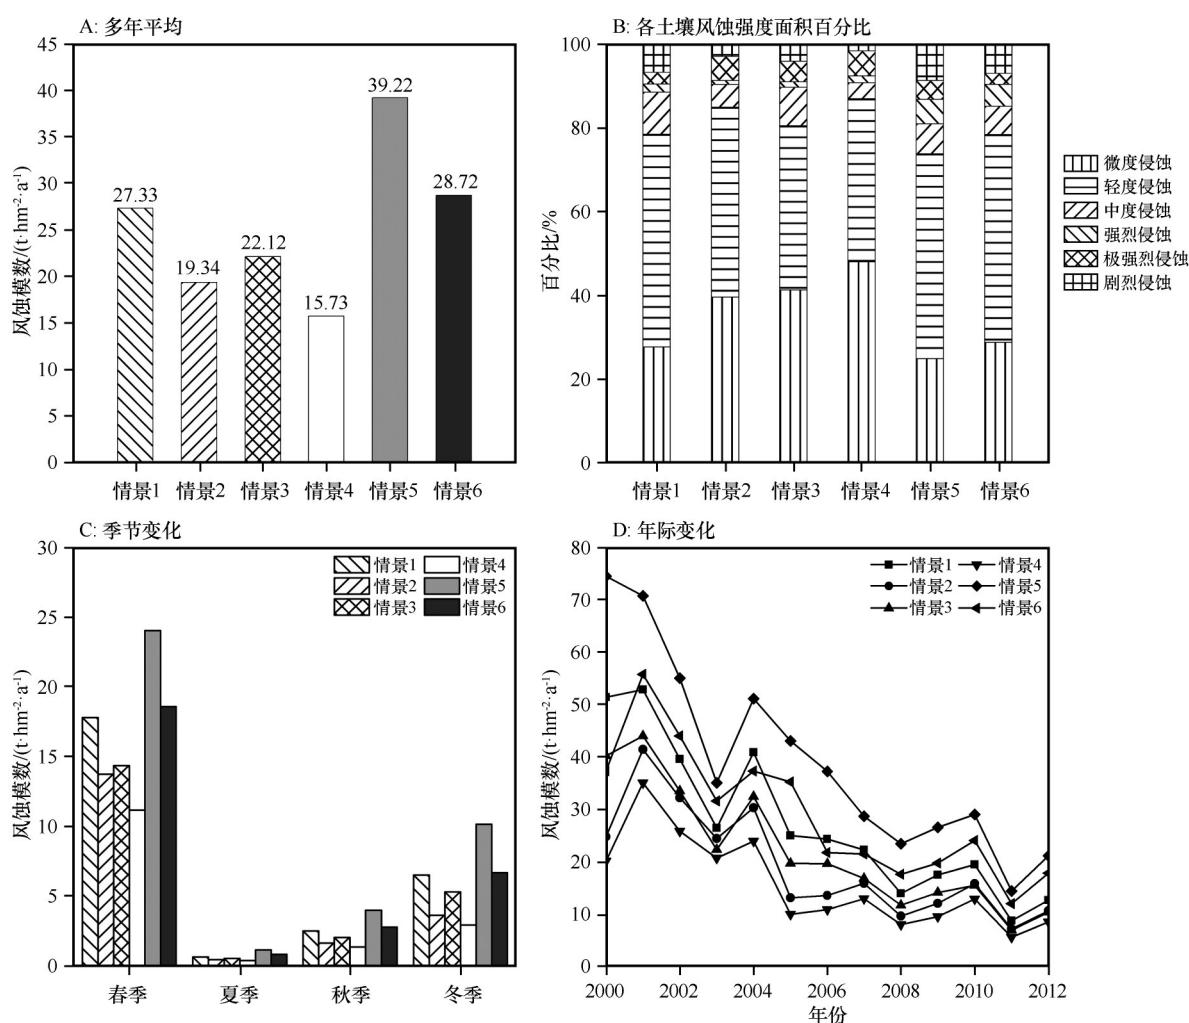 A: 多年平均
风蚀模数/(t·hm⁻²·a⁻¹)
45
40
35
30
25
20
15
10
5
0
27.33
19.34
22.12
15.73
39.22
28.72
情景1 情景2 情景3 情景4 情景5 情景6
B: 各土壤风蚀强度面积百分比
百分比/%
100
80
60
40
20
0
情景1 情景2 情景3 情景4 情景5 情景6
微度侵蚀
轻度侵蚀
中度侵蚀
强烈侵蚀
极强烈侵蚀
剧烈侵蚀
C: 季节变化
风蚀模数/(t·hm⁻²·a⁻¹)
30
25
20
15
10
5
0
情景1 情景4
情景2 情景5
情景3 情景6
春季 夏季 秋季 冬季
D: 年际变化
风蚀模数/(t·hm⁻²·a⁻¹)
80
70
60
50
40
30
20
10
0
情景1 情景4
情景2 情景5
情景3 情景6
2000 2002 2004 2006 2008 2010 2012
年份